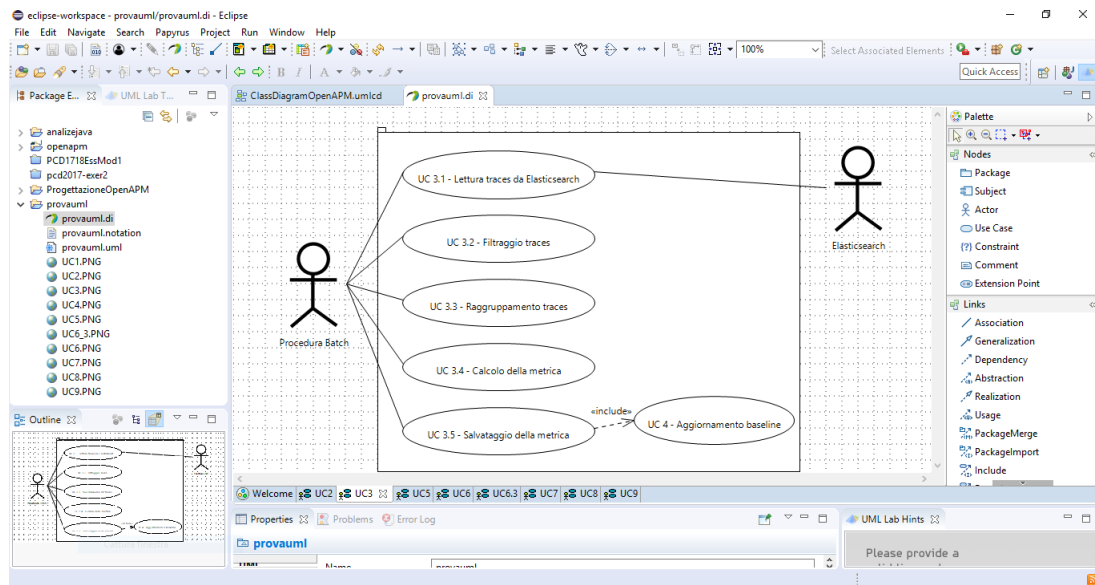 eclipse-workspace - provauml/provauml.di - Eclipse
File Edit Navigate Search Papyrus Project Run Window Help
100%
Select Associated Elements
B I A
Quick Access
Package E...
UML Lab T...
analizejava
openapm
PCD1718EssMod1
pcd2017-exer2
ProgettazioneOpenAPM
provauml
provauml.di
provauml.notation
provauml.uml
UC1.PNG
UC2.PNG
UC3.PNG
UC4.PNG
UC5.PNG
UC6_3.PNG
UC6.PNG
UC7.PNG
UC8.PNG
UC9.PNG
Outline
ClassDiagramOpenAPM.umlcd
provauml.di
UC 3.1 - Lettura traces da Elasticsearch
UC 3.2 - Filtraggio traces
Elasticsearch
UC 3.3 - Raggruppamento traces
Procedura Batch
UC 3.4 - Calcolo della metrica
«include»
UC 3.5 - Salvataggio della metrica
UC 4 - Aggiornamento baseline
Palette
Nodes
Package
Subject
Actor
Use Case
{?} Constraint
Comment
Extension Point
Links
Association
Generalization
Dependency
Abstraction
Realization
Usage
PackageMerge
PackageImport
Include
Welcome UC2 UC3 UC5 UC6 UC6.3 UC7 UC8 UC9
Properties Problems Error Log
provauml
UML
Name
provauml
UML Lab Hints
Please provide a